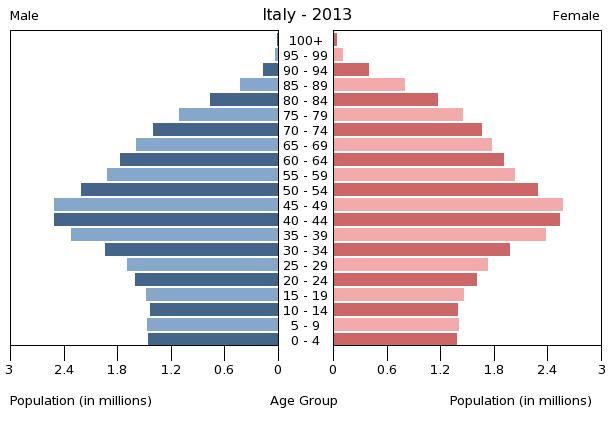 Italy - 2013
Male
Female
100+
95 - 99
90 - 94
85 - 89
80 - 84
75 - 79
70 - 74
65 - 69
60 - 64
55 - 59
50 - 54
45 - 49
40 - 44
35 - 39
30 - 34
25 - 29
20 - 24
15 - 19
10 - 14
5 - 9
0 - 4
3 2.4 1.8 1.2 0.6 0 0 0.6 1.2 1.8 2.4 3
Population (in millions) Age Group Population (in millions)